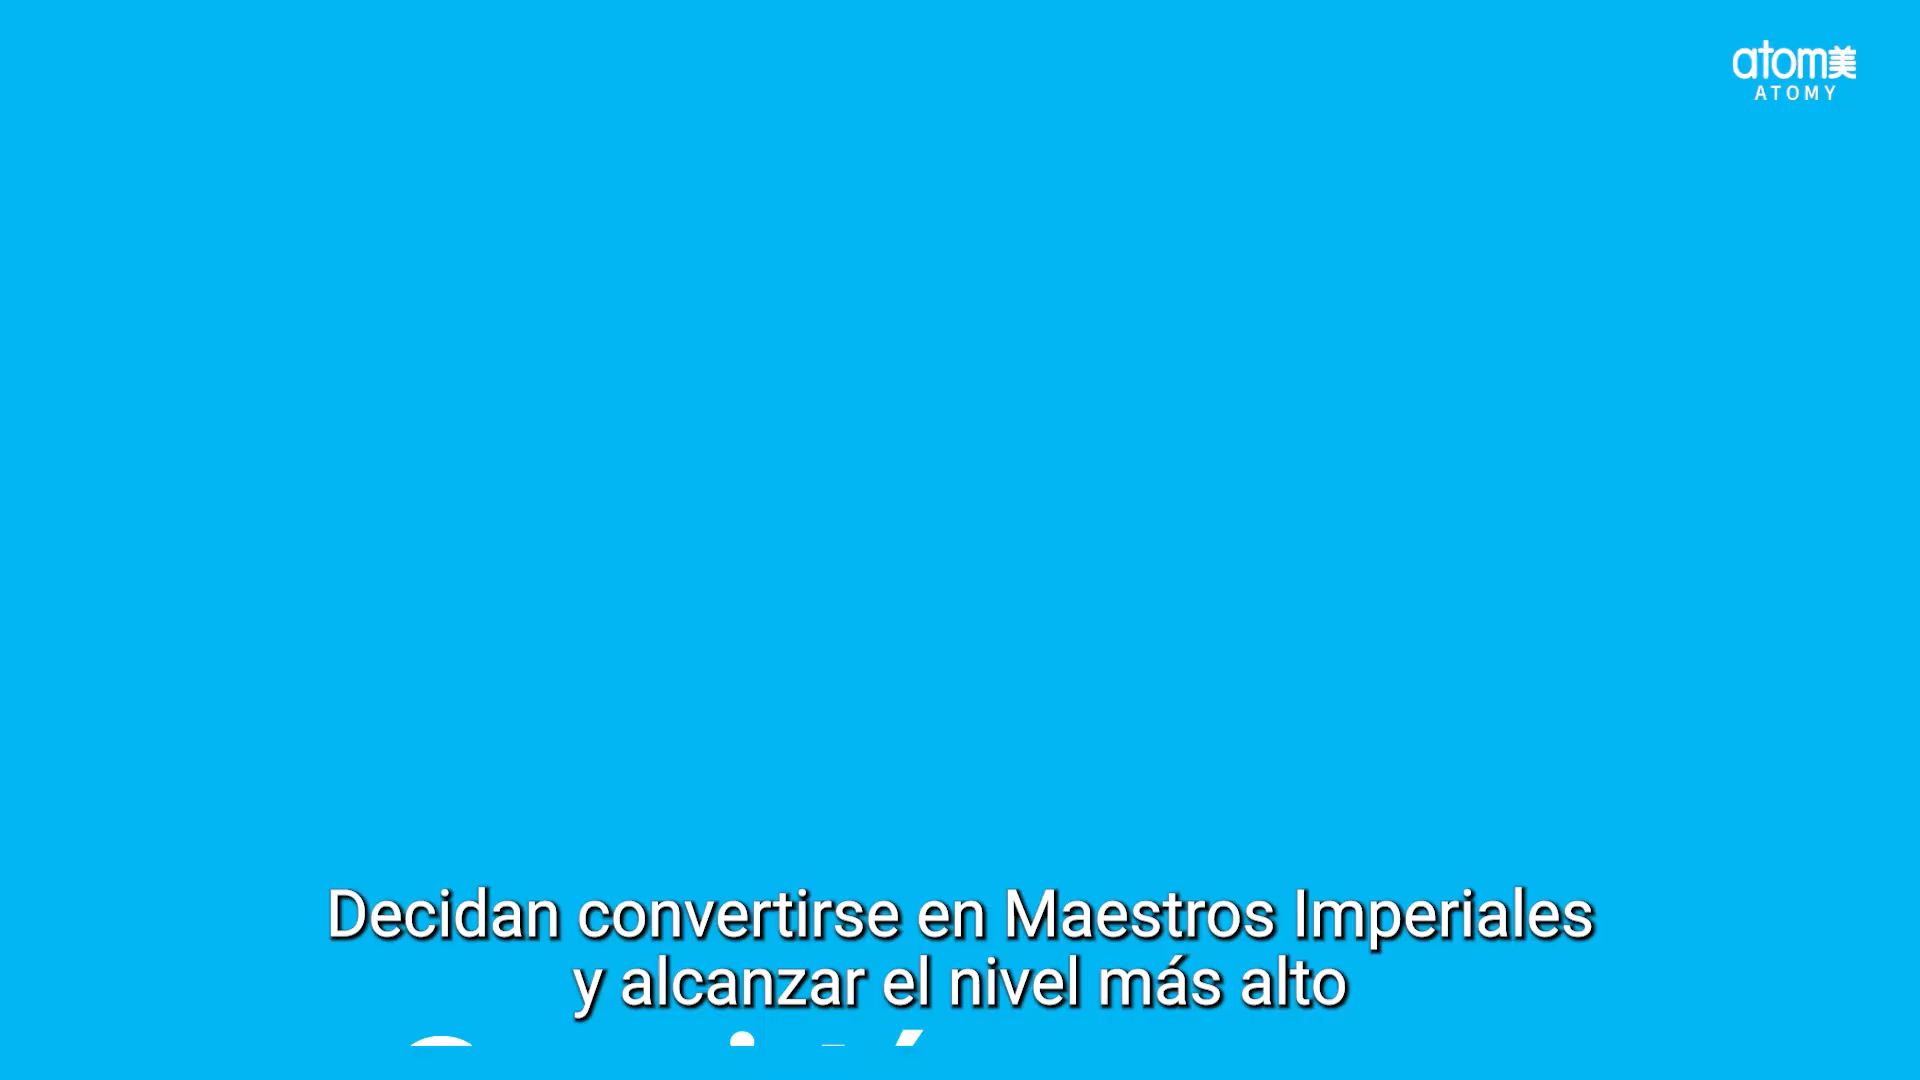 atom美
ATOMY
Decidan convertirse en Maestros Imperiales
y alcanzar el nivel más alto